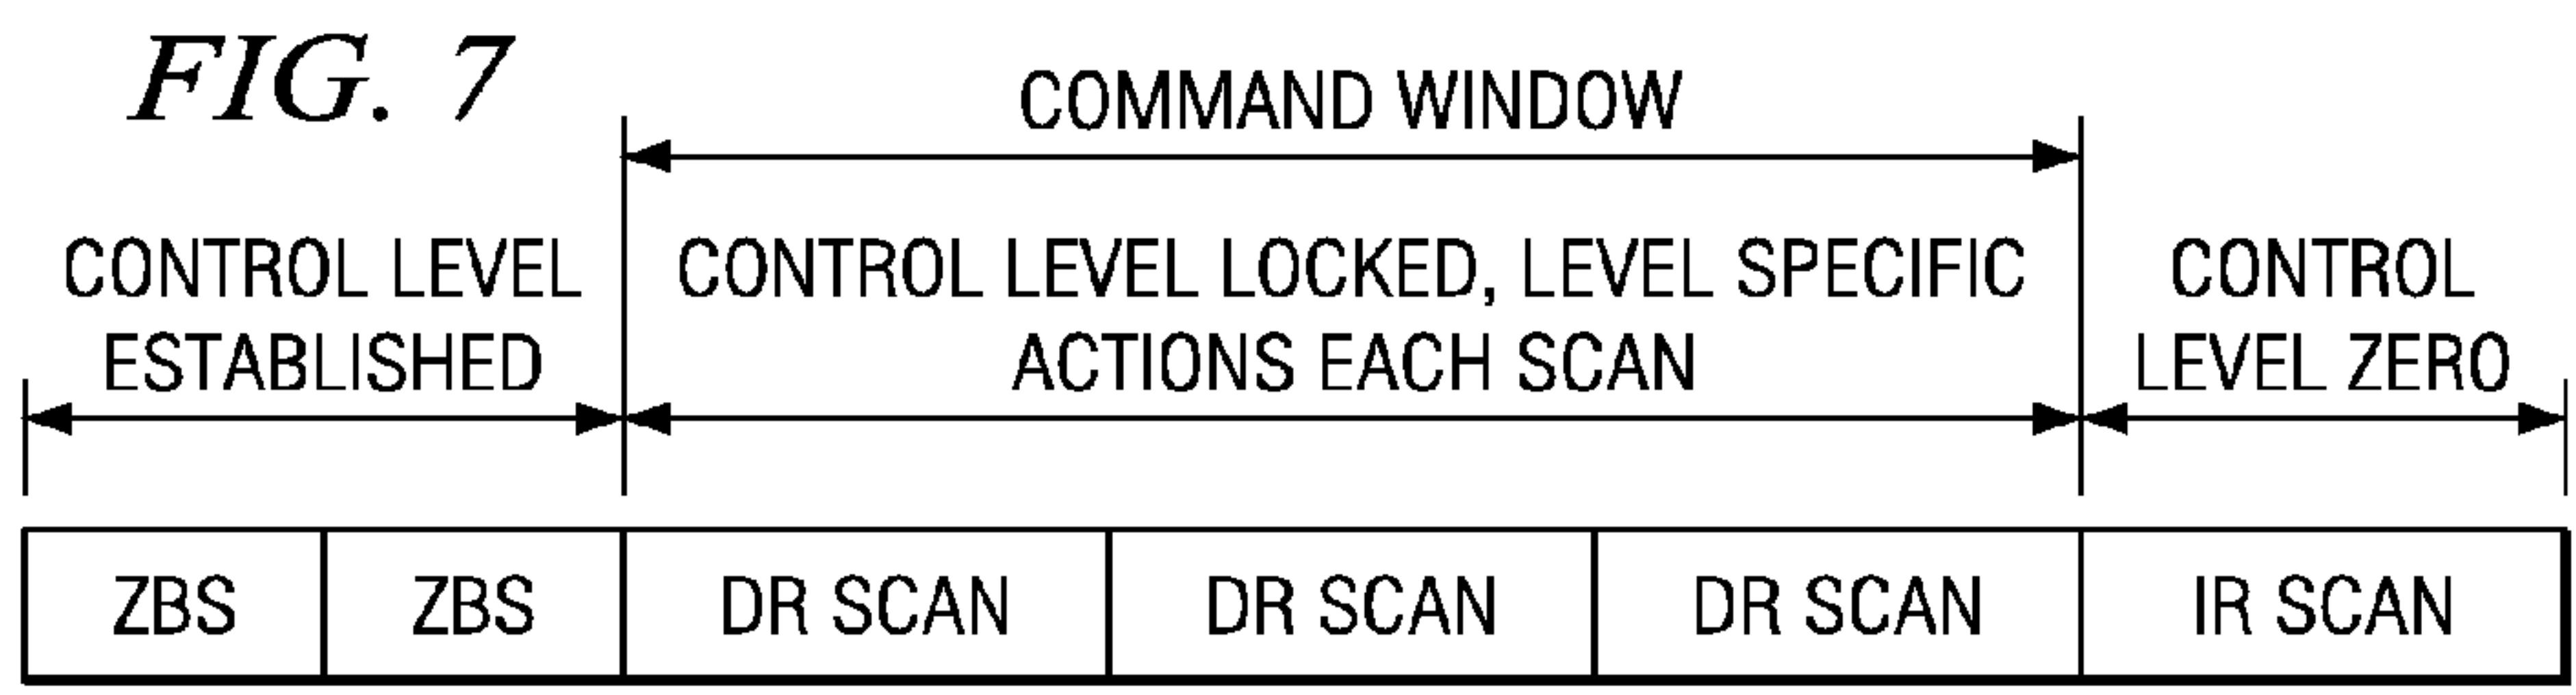 FIG. 7
COMMAND WINDOW
CONTROL LEVEL
ESTABLISHED
CONTROL LEVEL LOCKED, LEVEL SPECIFIC
ACTIONS EACH SCAN
CONTROL
LEVEL ZERO
ZBS ZBS DR SCAN DR SCAN DR SCAN IR SCAN